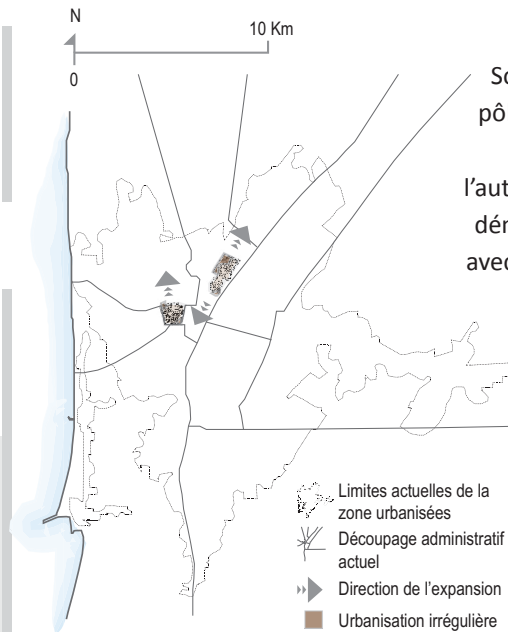 N
10 Km
0
So
pô
l'aut
dér
avec
Limites actuelles de la
zone urbanisées
Découpage administratif
actuel
Direction de l'expansion
Urbanisation irrégulière